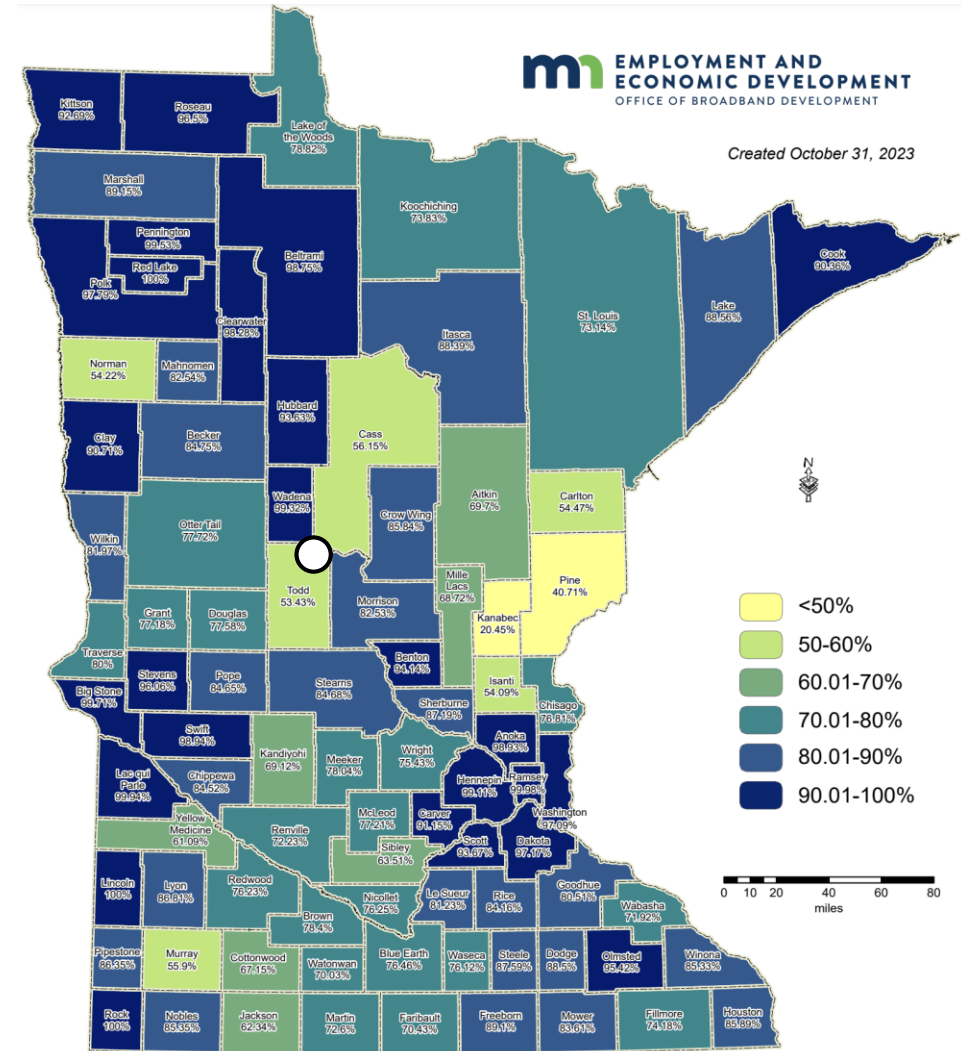 mn EMPLOYMENT AND
ECONOMIC DEVELOPMENT
OFFICE OF BROADBAND DEVELOPMENT
Created October 31, 2023
Kittson
92.69%
Roseau
96.5%
Lake of
the Woods
78.82%
Marshall
89.15%
Koochiching
73.83%
Pennington
99.53%
Red Lake
100%
Polk
97.79%
Beltrami
98.75%
Cook
90.36%
Clearwater
98.28%
Itasca
88.39%
St. Louis
73.14%
Lake
88.56%
Norman
54.22%
Mahnomen
82.54%
Hubbard
93.63%
Clay
90.71%
Becker
84.75%
Cass
56.15%
N
Wadena
99.32%
Crow Wing
85.84%
Aitkin
69.7%
Carlton
54.47%
Wilkin
81.97%
Otter Tail
77.72%
Todd
53.43%
Morrison
82.53%
Mille
Lacs
68.72%
Pine
40.71%
Kanabec
20.45%
Grant
77.18%
Douglas
77.58%
Traverse
80%
Stevens
96.06%
Pope
84.65%
Stearns
84.68%
Benton
94.14%
Isanti
54.09%
Chisago
76.81%
Big Stone
99.71%
Sherburne
87.19%
Swift
98.94%
Kandiyohi
69.12%
Meeker
78.04%
Wright
75.43%
Anoka
98.93%
Lac qui
Parle
99.94%
Chippewa
84.52%
Hennepin
99.11%
Ramsey
99.98%
Washington
97.09%
Yellow
Medicine
61.09%
Renville
72.23%
McLeod
77.21%
Carver
91.15%
Scott
93.67%
Dakota
97.17%
Sibley
63.51%
Lincoln
100%
Lyon
86.81%
Redwood
76.23%
Nicollet
76.25%
Le Sueur
81.23%
Rice
84.16%
Goodhue
80.51%
Wabasha
71.92%
Brown
78.4%
Pipestone
86.35%
Murray
55.9%
Cottonwood
67.15%
Watonwan
70.03%
Blue Earth
76.46%
Waseca
76.12%
Steele
87.59%
Dodge
88.5%
Olmsted
95.42%
Winona
85.33%
Rock
100%
Nobles
85.35%
Jackson
62.34%
Martin
72.6%
Faribault
70.43%
Freeborn
89.1%
Mower
83.61%
Fillmore
74.18%
Houston
85.89%
<50%
50-60%
60.01-70%
70.01-80%
80.01-90%
90.01-100%
0 10 20 40 60 80
miles